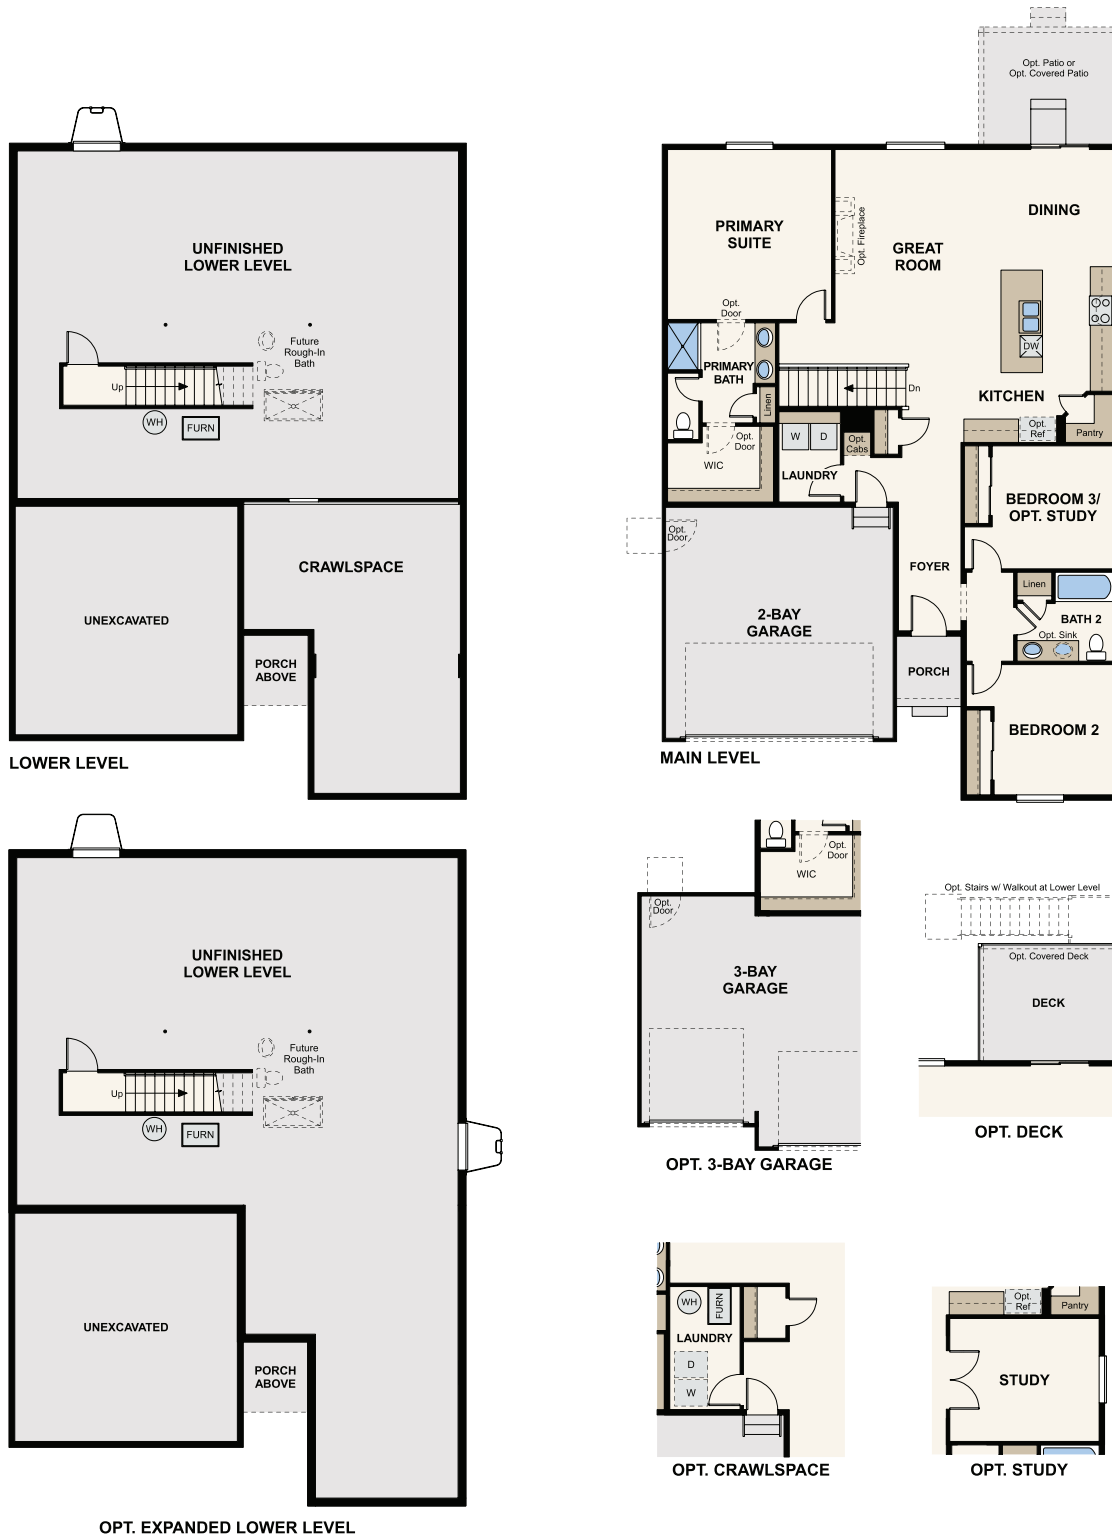 UNFINISHED
LOWER LEVEL
Future
Rough-In
Bath
Up
WH
FURN
CRAWLSPACE
UNEXCAVATED
PORCH
ABOVE
LOWER LEVEL
Opt. Patio or
Opt. Covered Patio
DINING
PRIMARY
SUITE
Opt. Fireplace
GREAT
ROOM
Opt.
Door
DW
PRIMARY
BATH
Dn
KITCHEN
Linen
Opt.
Ref
Pantry
W
D
Opt.
Cabs
Opt.
Door
WIC
LAUNDRY
BEDROOM 3/
OPT. STUDY
Opt.
Door
FOYER
Linen
2-BAY
GARAGE
BATH 2
Opt. Sink
PORCH
BEDROOM 2
MAIN LEVEL
UNFINISHED
LOWER LEVEL
Future
Rough-In
Bath
Up
WH
FURN
UNEXCAVATED
PORCH
ABOVE
OPT. EXPANDED LOWER LEVEL
Opt.
Door
WIC
Opt.
Door
3-BAY
GARAGE
OPT. 3-BAY GARAGE
Opt. Stairs w/ Walkout at Lower Level
Opt. Covered Deck
DECK
OPT. DECK
WH
FURN
LAUNDRY
D
W
OPT. CRAWLSPACE
Opt.
Ref
Pantry
STUDY
OPT. STUDY